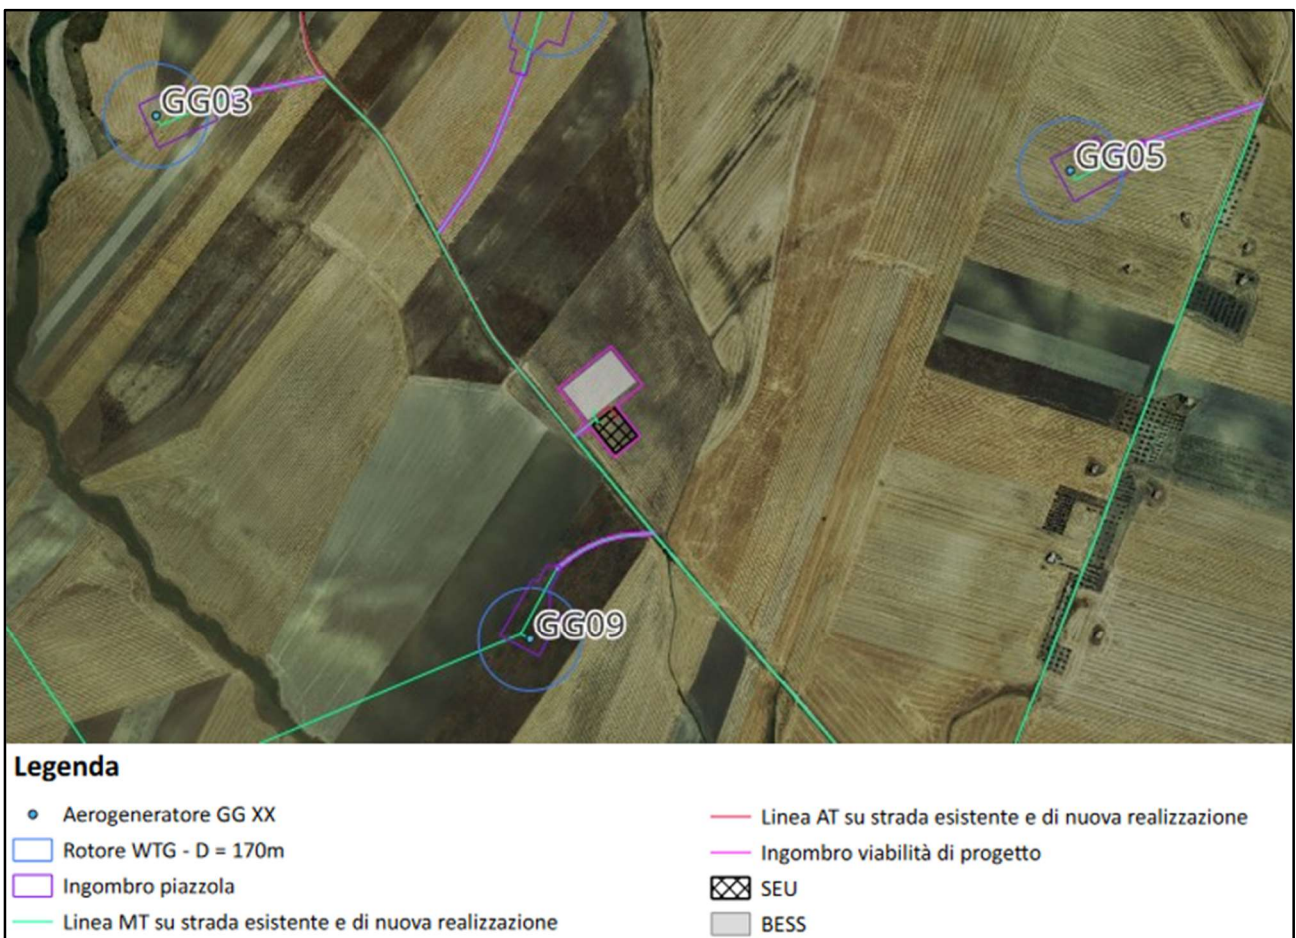 GG03
GG05
GG09
Legenda
Aerogeneratore GG XX
Rotore WTG - D = 170m
Ingombro piazzola
Linea MT su strada esistente e di nuova realizzazione
Linea AT su strada esistente e di nuova realizzazione
Ingombro viabilità di progetto
SEU
BESS